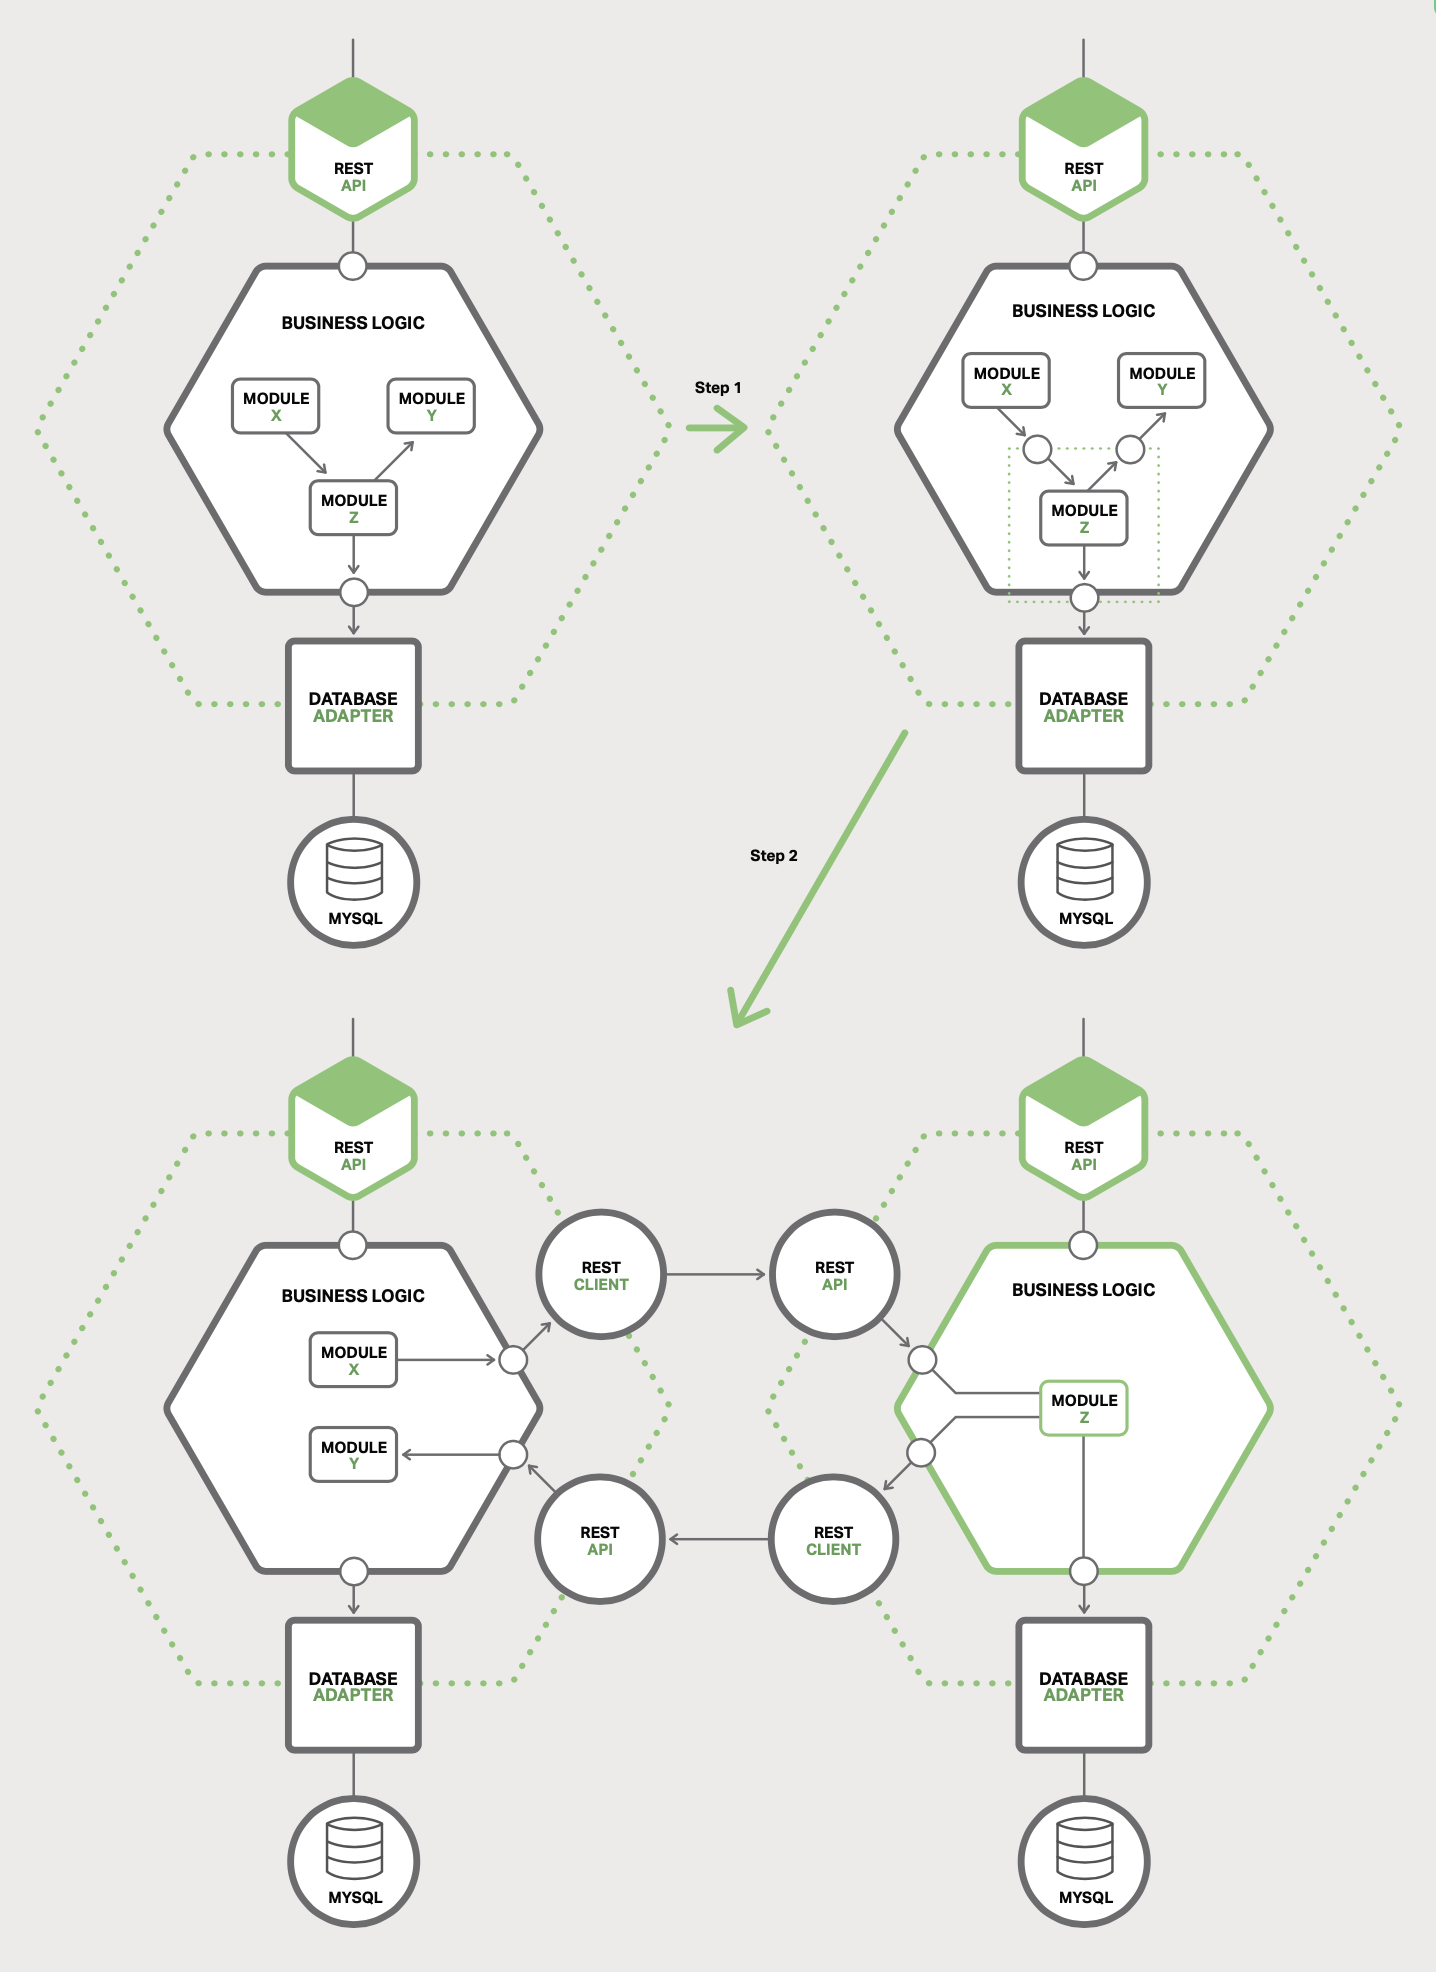 REST
API
BUSINESS LOGIC
MODULE
X
MODULE
Y
MODULE
Z
DATABASE
ADAPTER
MYSQL
Step 1
REST
API
BUSINESS LOGIC
MODULE
X
MODULE
Y
MODULE
Z
DATABASE
ADAPTER
MYSQL
Step 2
REST
API
BUSINESS LOGIC
MODULE
X
MODULE
Y
REST
CLIENT
REST
API
DATABASE
ADAPTER
MYSQL
REST
API
REST
API
BUSINESS LOGIC
MODULE
Z
REST
CLIENT
DATABASE
ADAPTER
MYSQL